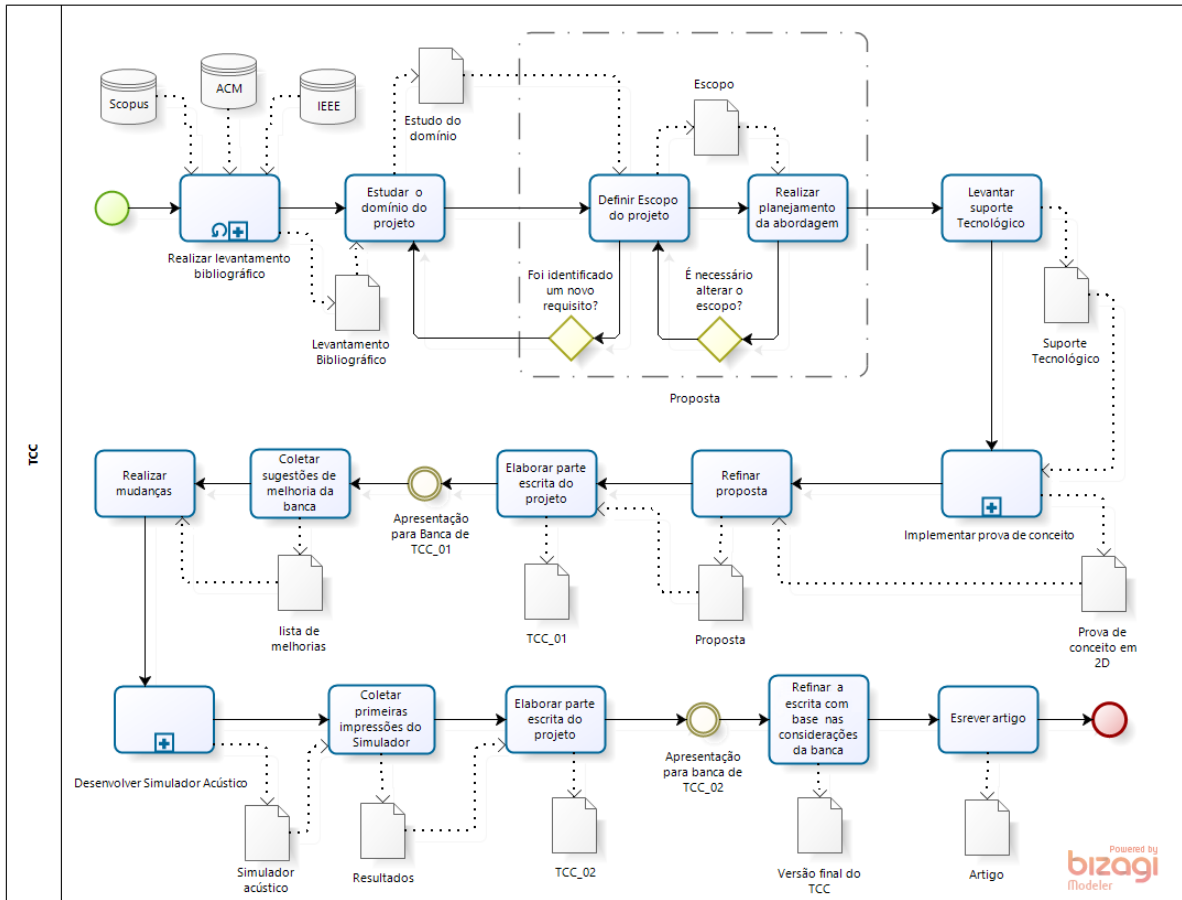 TCC
Scopus
ACM
IEEE
Estudo do
domínio
Escopo
Realizar levantamento
bibliográfico
Estudar o
domínio do
projeto
Definir Escopo
do projeto
Realizar
planejamento
da abordagem
Levantar
suporte
Tecnológico
Levantamento
Bibliográfico
Foi identificado
um novo
requisito?
É necessário
alterar o
escopo?
Suporte
Tecnológico
Proposta
Realizar
mudanças
Coletar
sugestões de
melhoria da
banca
Apresentação
para Banca de
TCC_01
Elaborar parte
escrita do
projeto
Refinar
proposta
Implementar prova de conceito
lista de
melhorias
TCC_01
Proposta
Prova de
conceito em
2D
Desenvolver Simulador Acústico
Coletar
primeiras
impressões do
Simulador
Elaborar parte
escrita do
projeto
Apresentação
para banca de
TCC_02
Refinar a
escrita com
base nas
considerações
da banca
Esrever artigo
Simulador
acústico
Resultados
TCC_02
Versão final do
TCC
Artigo
Powered by
bizagi
Modeler